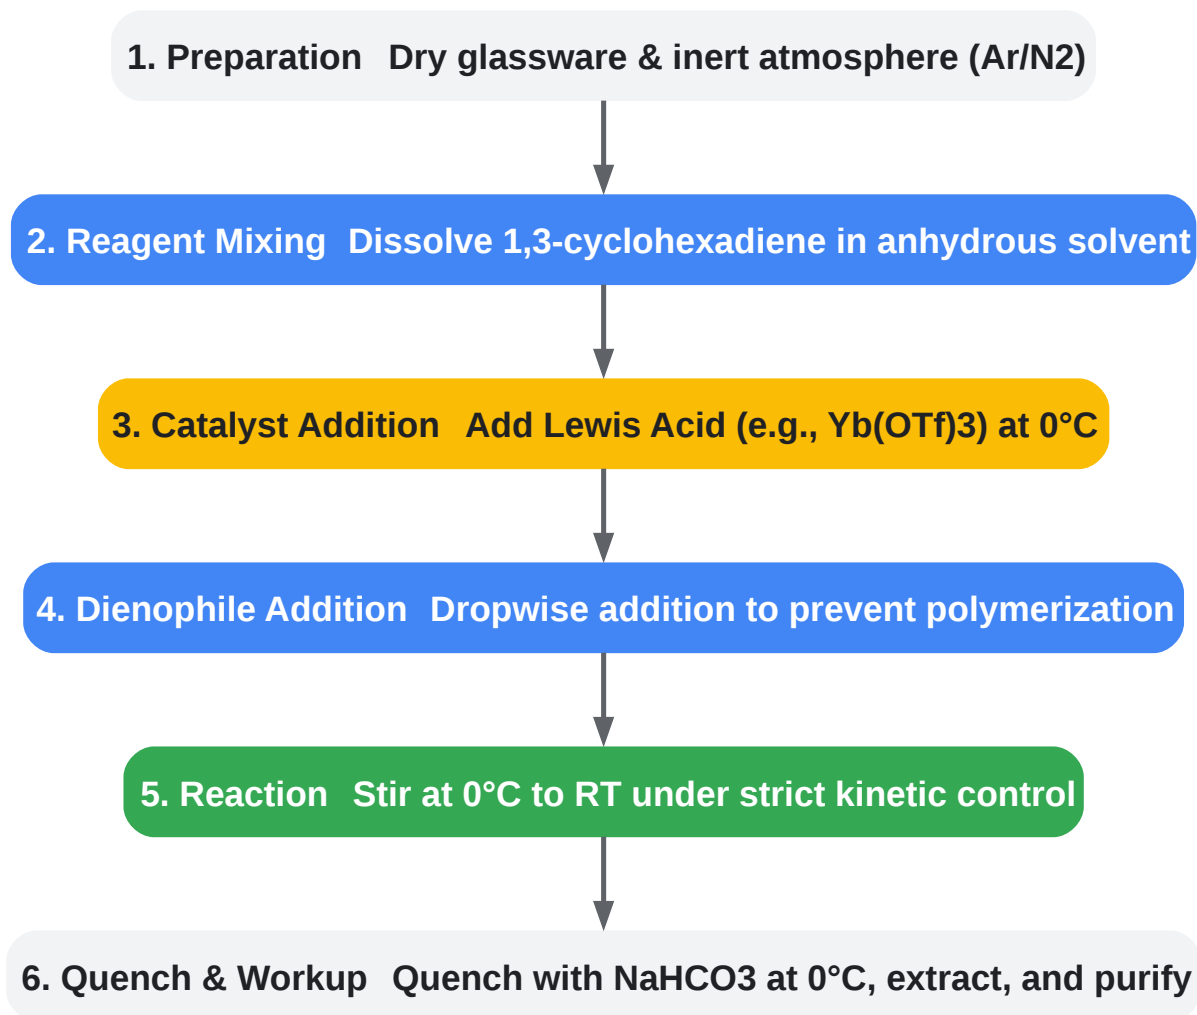 1. Preparation Dry glassware & inert atmosphere (Ar/N2)
2. Reagent Mixing Dissolve 1,3-cyclohexadiene in anhydrous solvent
3. Catalyst Addition Add Lewis Acid (e.g., Yb(OTf)3) at 0°C
4. Dienophile Addition Dropwise addition to prevent polymerization
5. Reaction Stir at 0°C to RT under strict kinetic control
6. Quench & Workup Quench with NaHCO3 at 0°C, extract, and purify